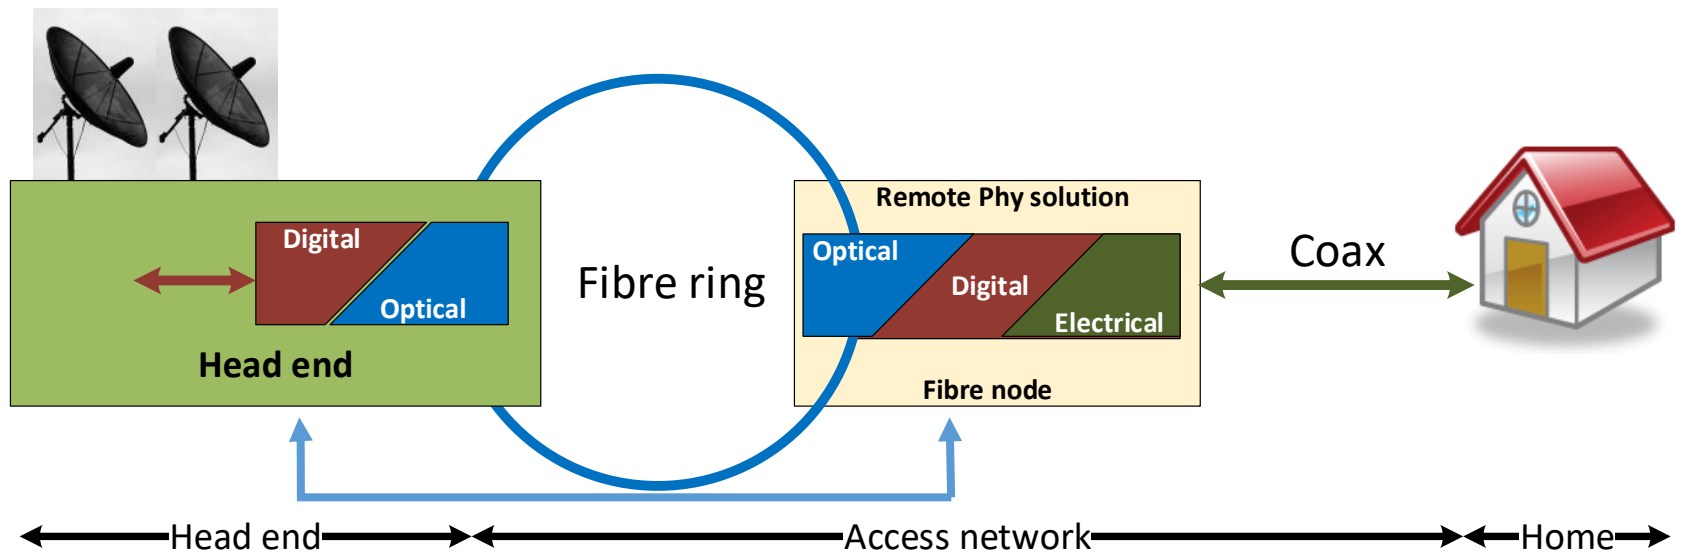 Digital
Optical
Head end
Fibre ring
Remote Phy solution
Optical
Digital
Electrical
Fibre node
Coax
Head end
Access network
Home